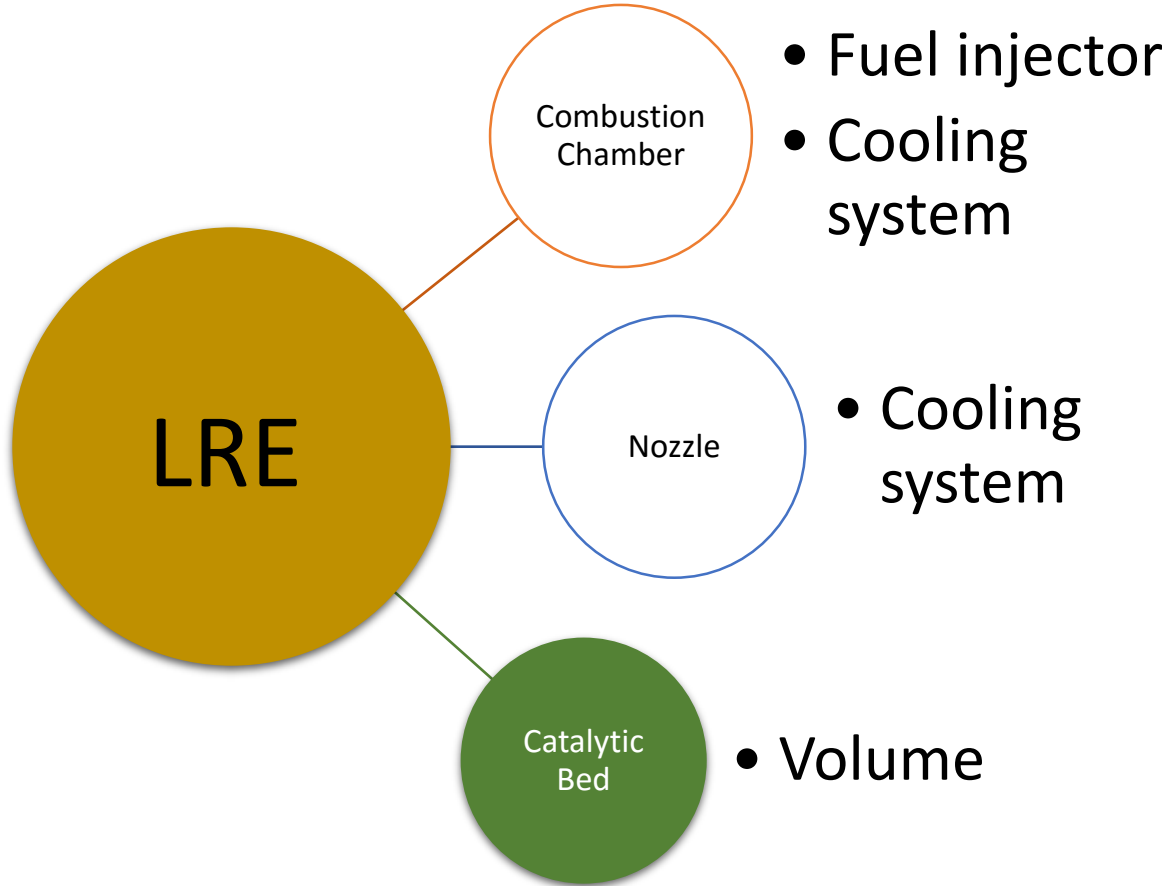 LRE
Combustion
Chamber
• Fuel injector
• Cooling
system
Nozzle
• Cooling
system
Catalytic
Bed
• Volume